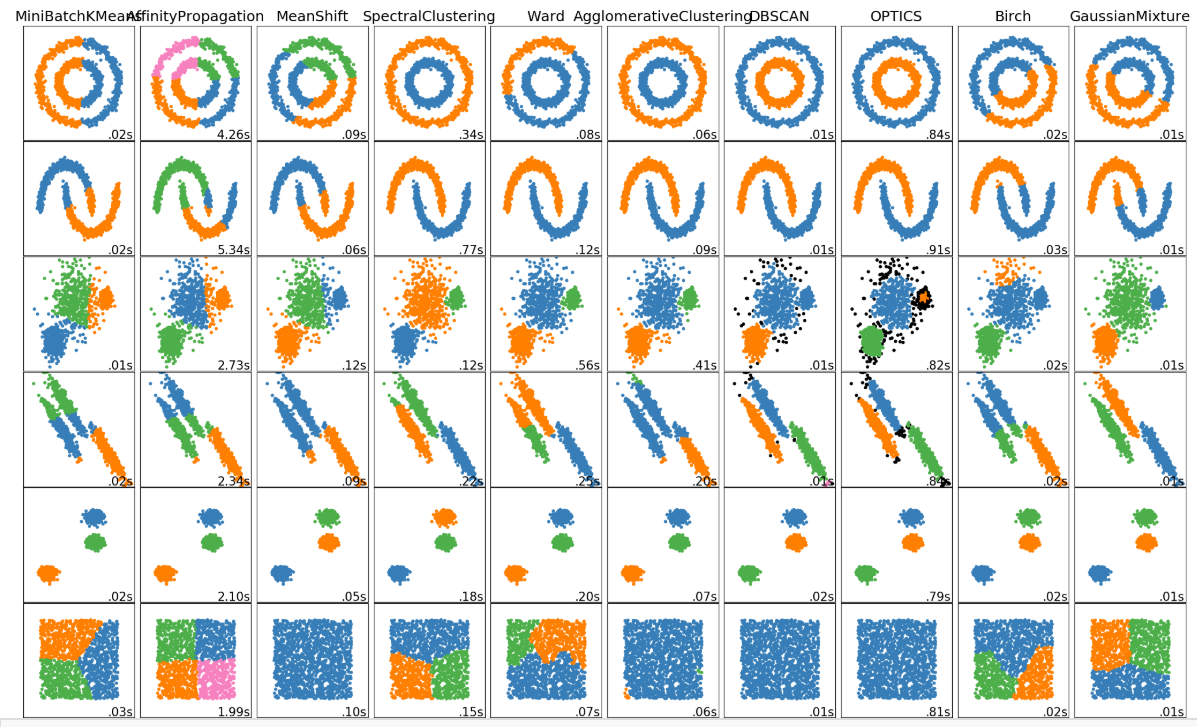 MiniBatchKMeans AffinityPropagation MeanShift SpectralClustering Ward AgglomerativeClustering DBSCAN OPTICS Birch GaussianMixture
.02s 4.26s .09s .34s .08s .06s .01s .84s .02s .01s
.02s 5.34s .06s .77s .12s .09s .01s .91s .03s .01s
.01s 2.73s .12s .12s .56s .41s .01s .82s .02s .01s
.02s 2.34s .09s .22s .25s .20s .01s .84s .02s .01s
.02s 2.10s .05s .18s .20s .07s .02s .79s .02s .01s
.03s 1.99s .10s .15s .07s .06s .01s .81s .02s .01s